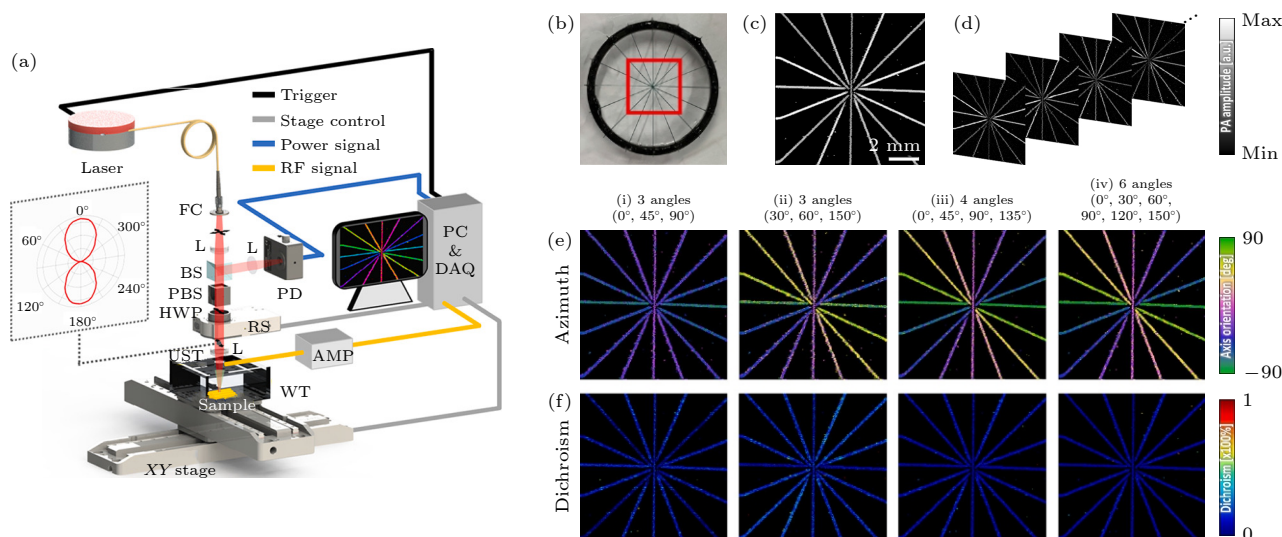 (a)
Trigger
Stage control
Power signal
RF signal
Laser
FC
L
BS
L
PBS
PD
HWP
RS
PC
&
DAQ
UST
L
AMP
WT
Sample
XY stage
0°
60°
300°
120°
240°
180°
(b)
(c)
2 mm
(d)
Max
PA amplitude [a.u.]
Min
(i) 3 angles
(0°, 45°, 90°)
(ii) 3 angles
(30°, 60°, 150°)
(iii) 4 angles
(0°, 45°, 90°, 135°)
(iv) 6 angles
(0°, 30°, 60°,
90°, 120°, 150°)
(e)
Azimuth
90
Axis orientation [deg]
−90
(f)
Dichroism
1
Dichroism [x100%]
0